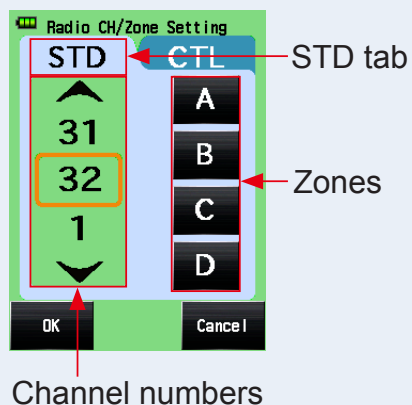 Radio CH/Zone Setting
STD CTL STD tab
31 A
32 B Zones
1 C
D
OK Cancel
Channel numbers